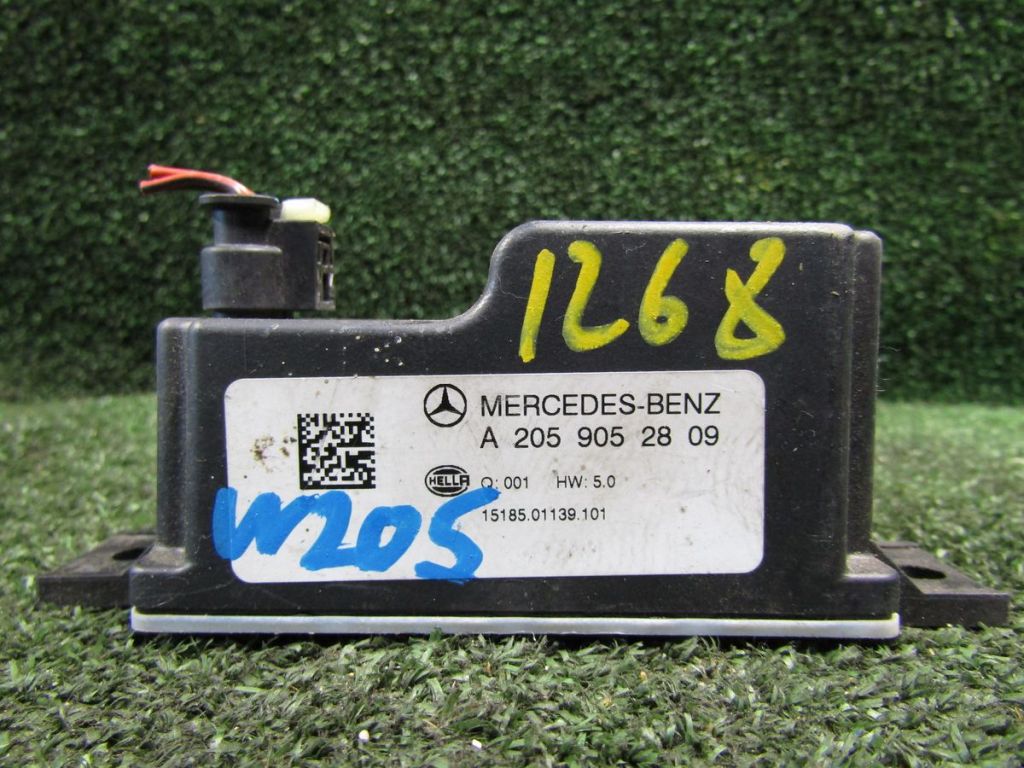 1268
MERCEDES-BENZ
A 205 905 28 09
HELLA Q: 001 HW: 5.0
15185.01139.101
W205